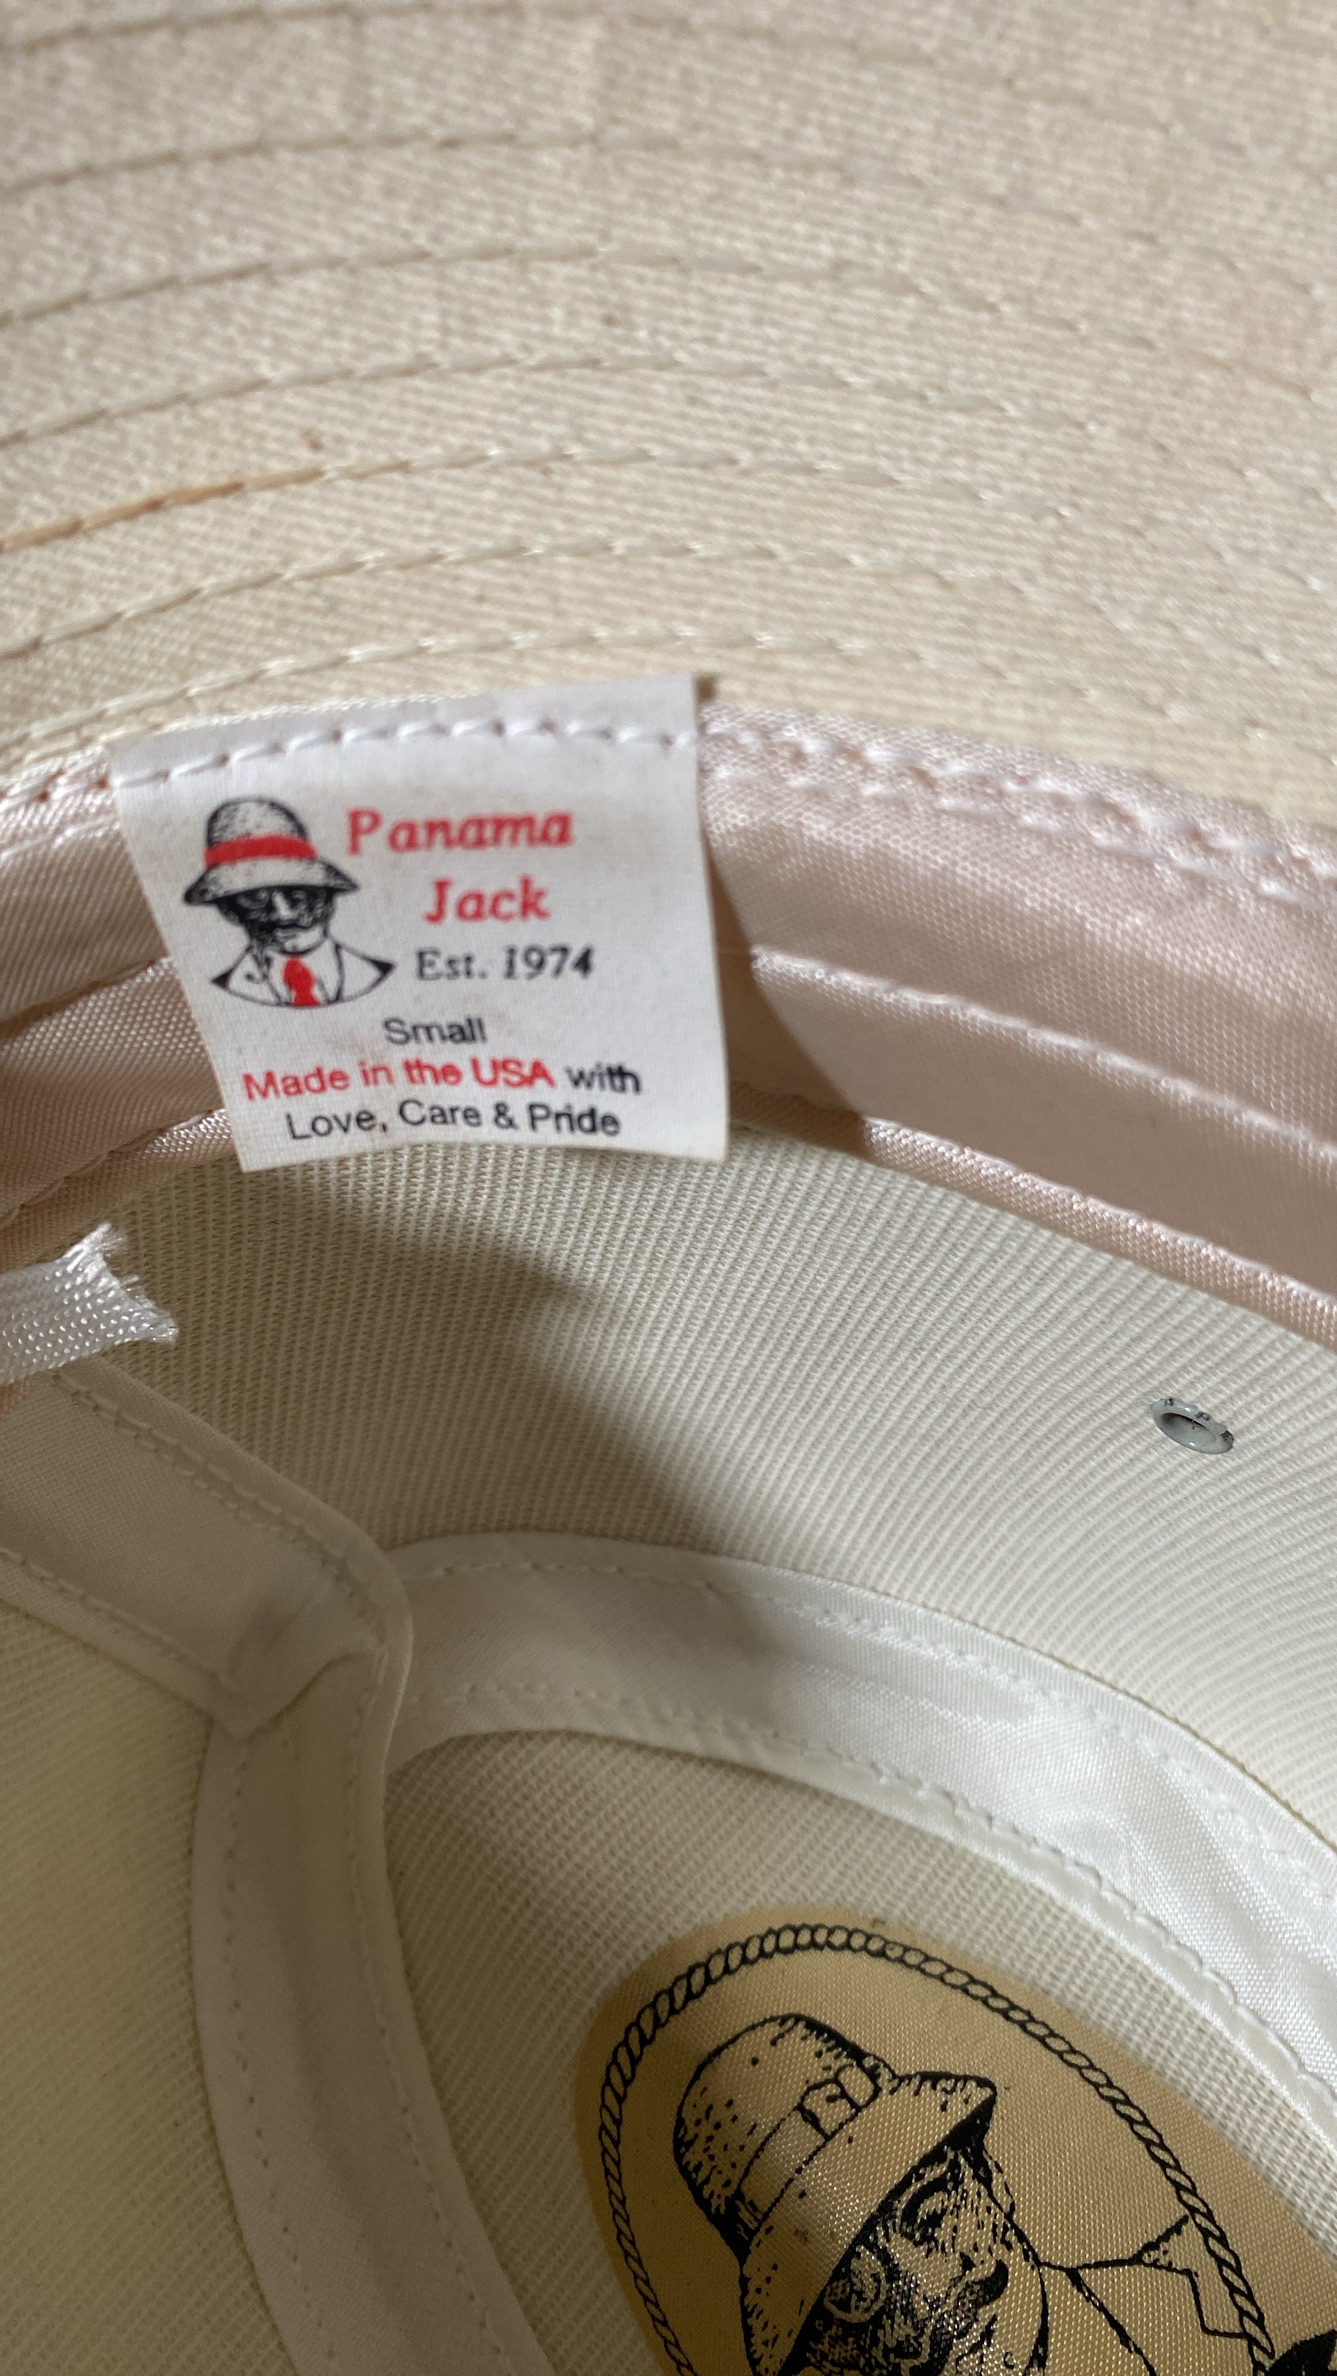 Panama
Jack
Est. 1974
Small
Made in the USA with
Love, Care & Pride